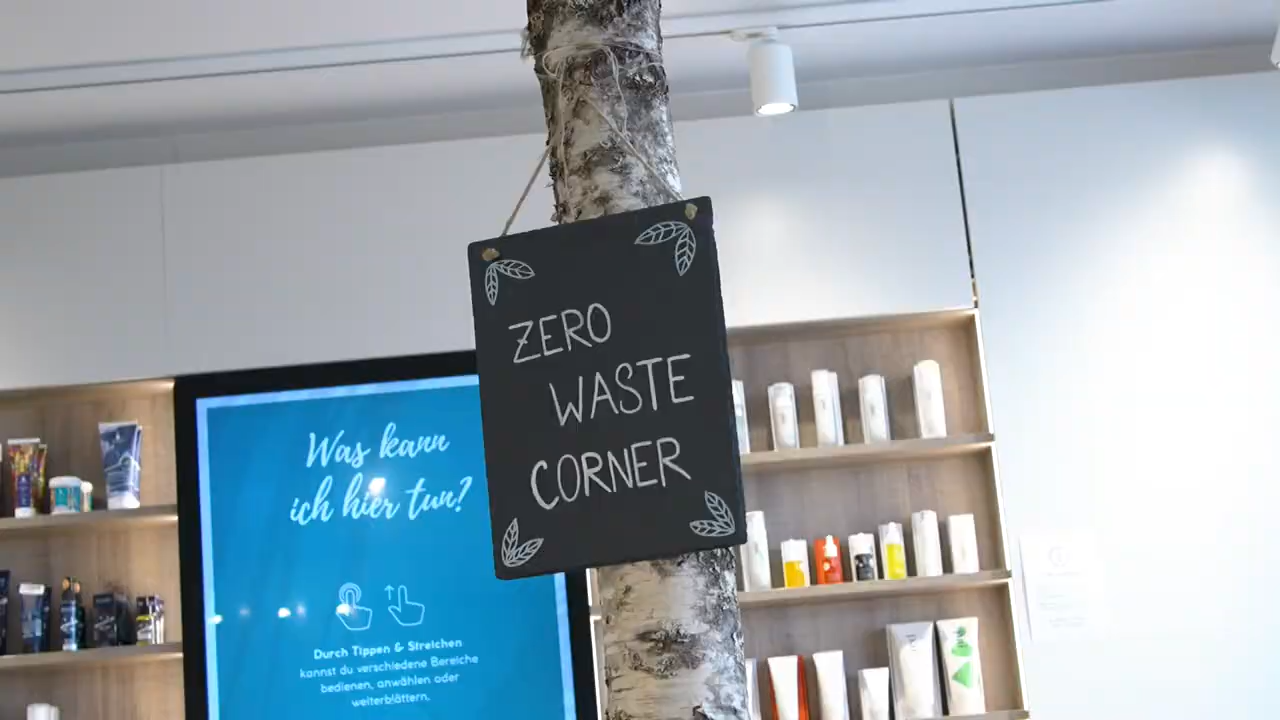 ZERO
WASTE
CORNER
Was kann
ich hier tun?
Durch Tippen & Streichen
kannst du verschiedene Bereiche
bedienen, anwählen oder
weiterblättern.